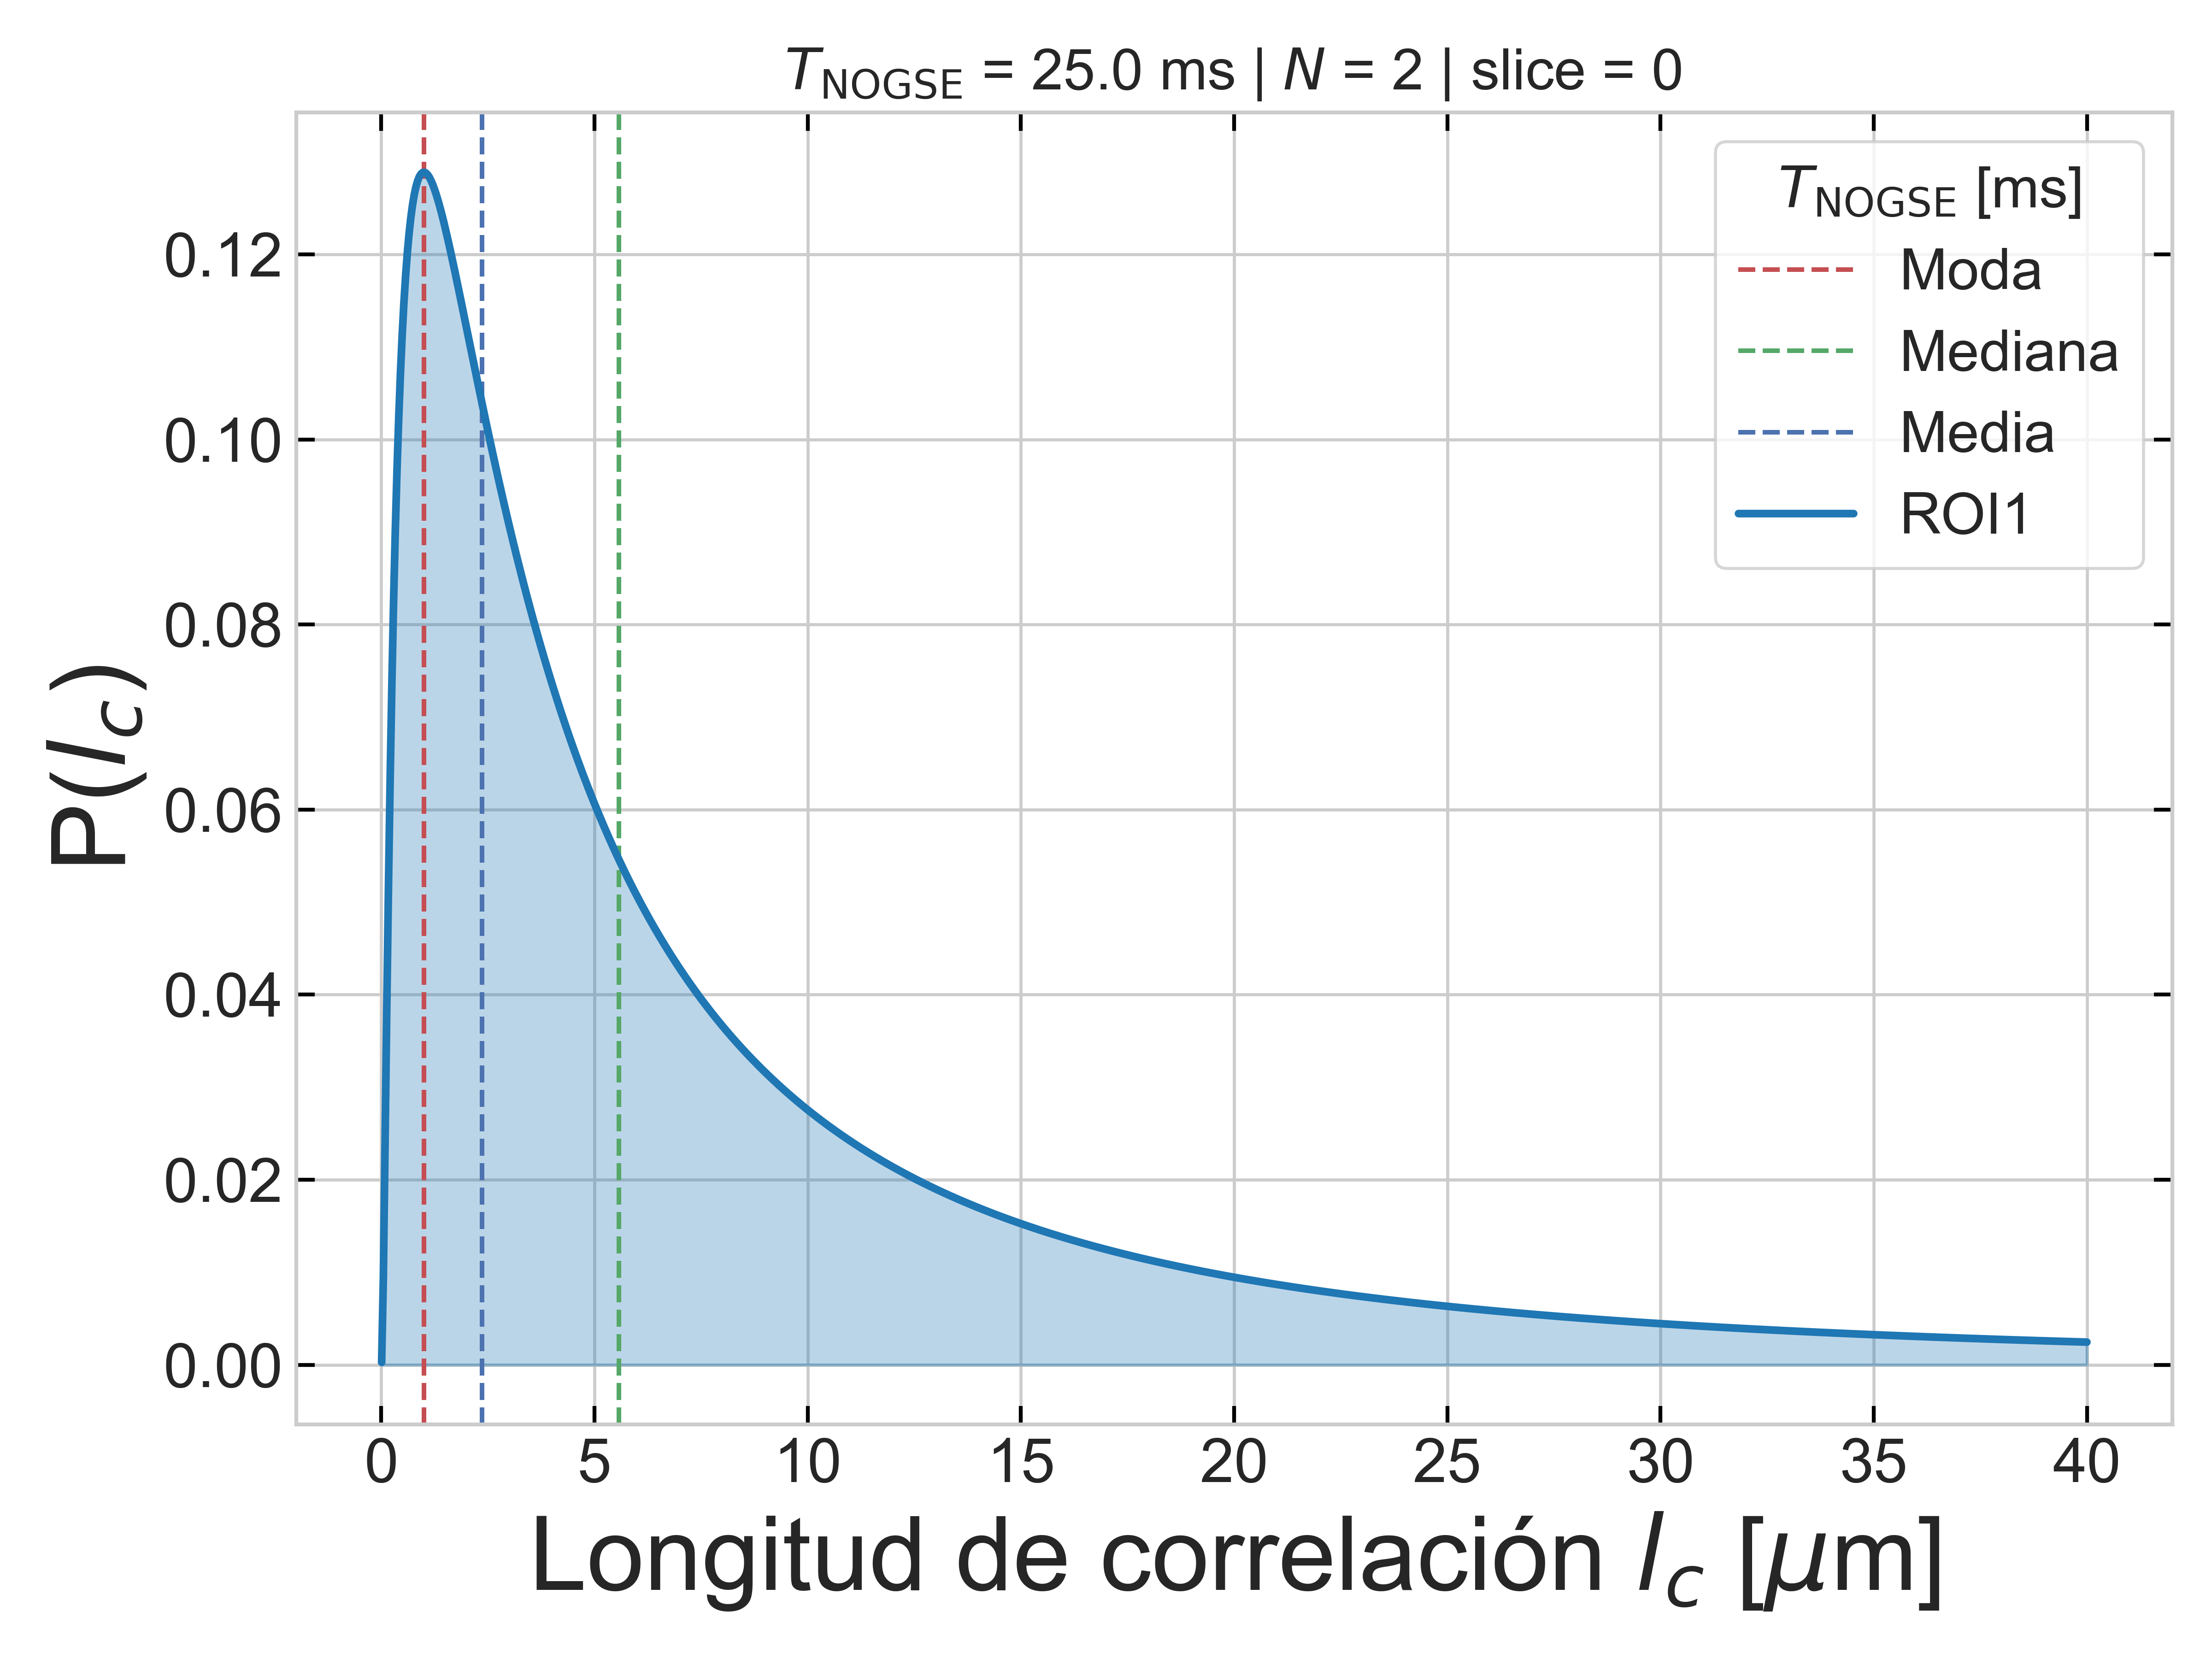 T_NOGSE = 25.0 ms | N = 2 | slice = 0
T_NOGSE [ms]
Moda
Mediana
Media
ROI1
P(l_c)
0.12
0.10
0.08
0.06
0.04
0.02
0.00
0 5 10 15 20 25 30 35 40
Longitud de correlación l_c [μm]